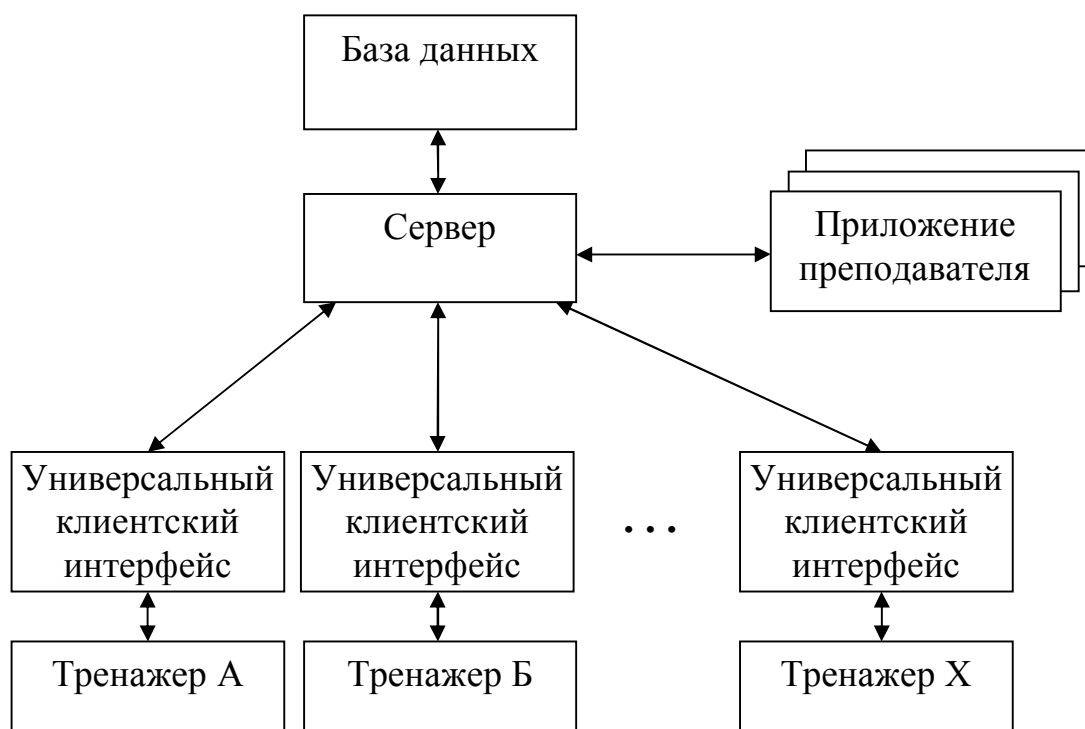 База данных
Сервер
Приложение
преподавателя
Универсальный
клиентский
интерфейс
Универсальный
клиентский
интерфейс
...
Универсальный
клиентский
интерфейс
Тренажер А
Тренажер Б
Тренажер Х